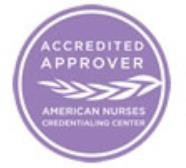 ACCREDITED
APPROVER
AMERICAN NURSES
CREDENTIALING CENTER